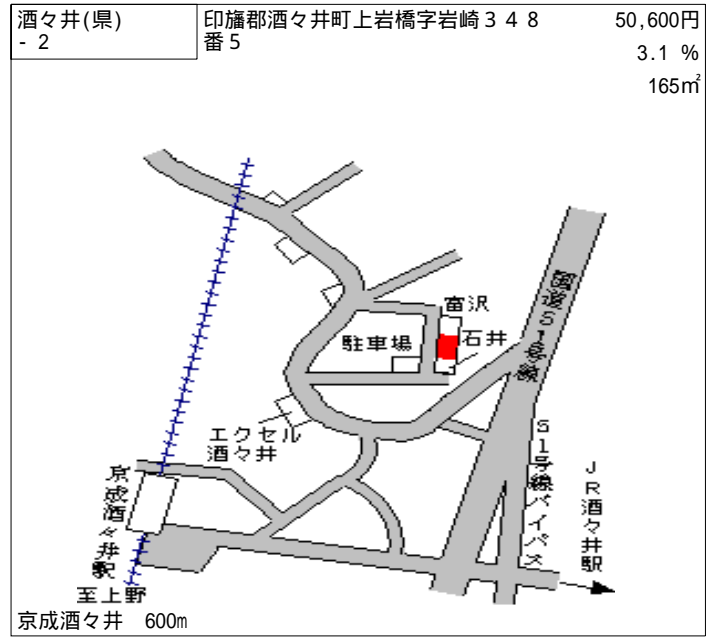 酒々井(県)
- 2
印旛郡酒々井町上岩橋字岩崎３４８
番５
50,600円
3.1 %
165㎡
国道５１号線
富沢
駐車場
石井
エクセル
酒々井
５１号線バイパス
ＪＲ酒々井駅
京成酒々井駅
至上野
京成酒々井　600m